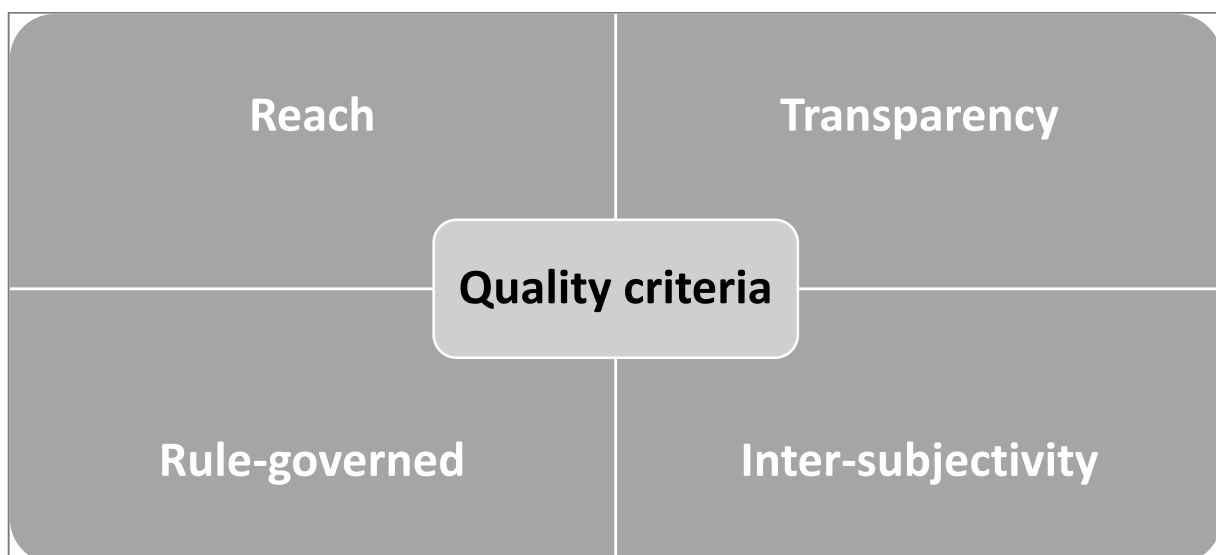 Reach
Transparency
Quality criteria
Rule-governed
Inter-subjectivity